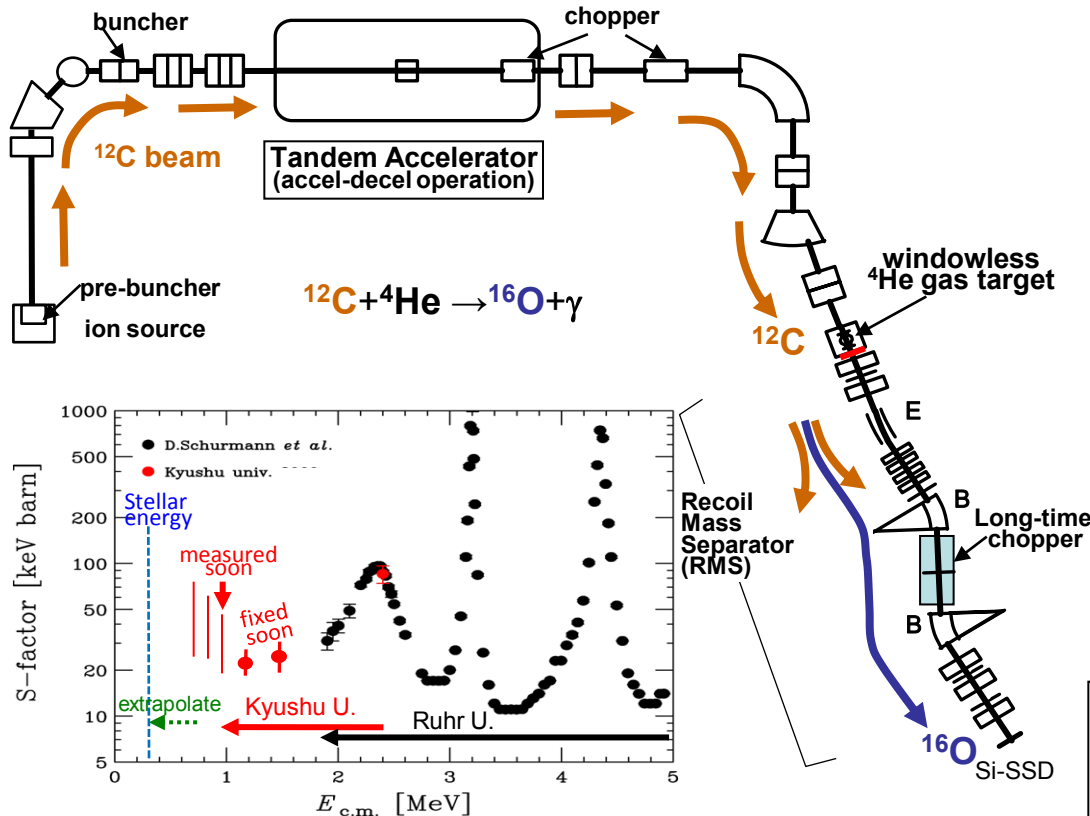 buncher
chopper
¹²C beam
Tandem Accelerator
(accel-decel operation)
pre-buncher
ion source
¹²C+⁴He →¹⁶O+γ
windowless
⁴He gas target
¹²C
E
B
Long-time
chopper
B
Recoil
Mass
Separator
(RMS)
¹⁶O
Si-SSD
S-factor [keV barn]
1000
500
200
100
50
20
10
5
D.Schurmann et al.
Kyushu univ.
Stellar
energy
measured
soon
fixed
soon
extrapolate
Kyushu U.
Ruhr U.
0 1 2 3 4 5
E c.m. [MeV]